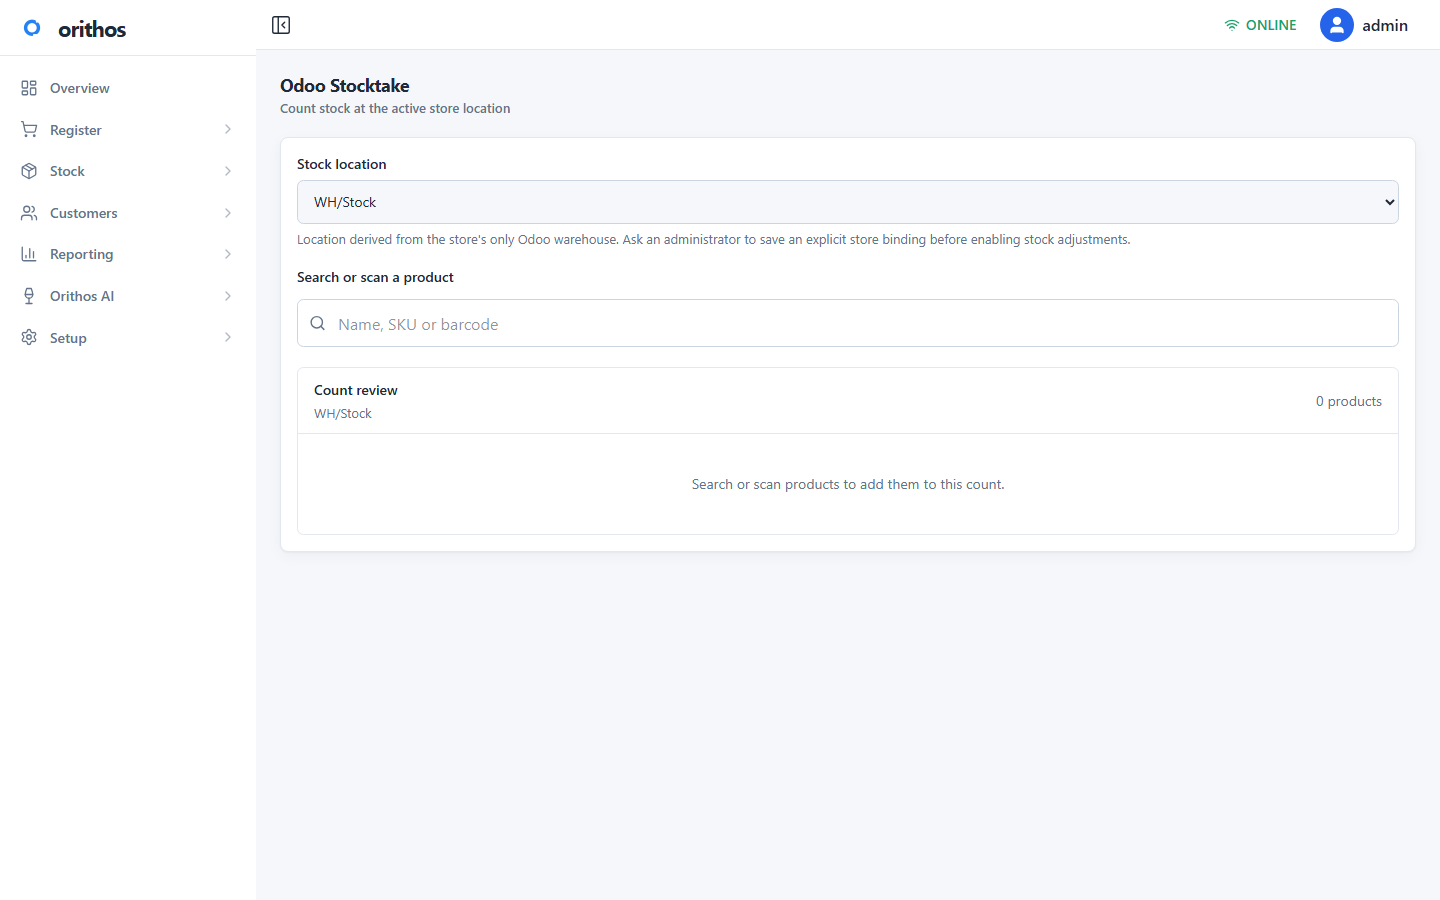 orithos
ONLINE
admin
Overview
Register
Stock
Customers
Reporting
Orithos AI
Setup
Odoo Stocktake
Count stock at the active store location
Stock location
WH/Stock
Location derived from the store's only Odoo warehouse. Ask an administrator to save an explicit store binding before enabling stock adjustments.
Search or scan a product
Name, SKU or barcode
Count review
WH/Stock
0 products
Search or scan products to add them to this count.